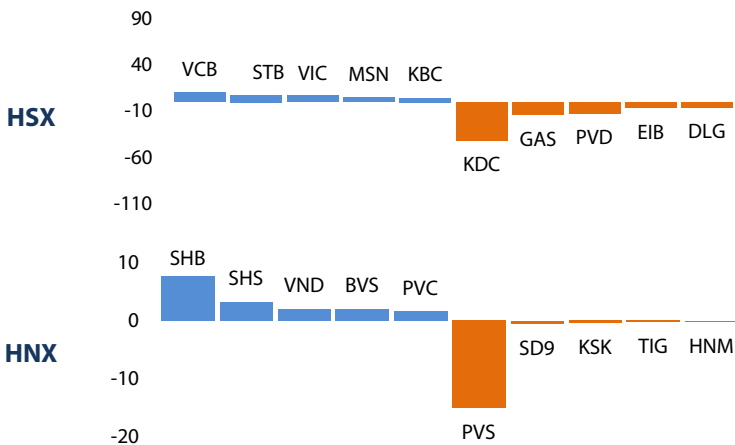 90
40
VCB STB VIC MSN KBC
-10
HSX
GAS PVD EIB DLG
KDC
-60
-110
10
SHB
SHS VND BVS PVC
0
SD9 KSK TIG HNM
HNX
-10
PVS
-20